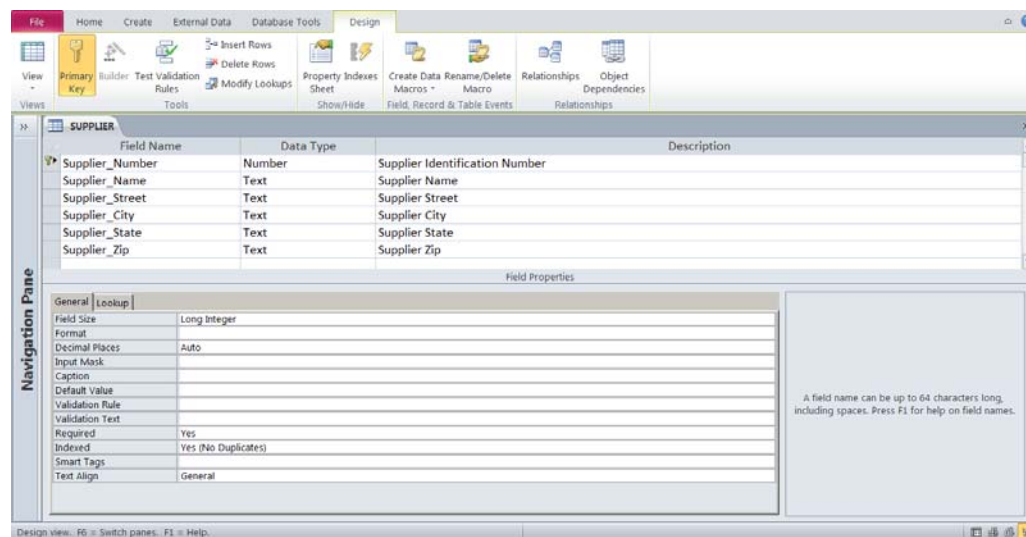 File Home Create External Data Database Tools Design
View Primary Key Builder Test Validation Rules Insert Rows Delete Rows Modify Lookups Property Sheet Indexes Create Data Macros Rename/Delete Macro Relationships Object Dependencies
Views Tools Show/Hide Field, Record & Table Events Relationships
SUPPLIER
Field Name Data Type Description
Supplier_Number Number Supplier Identification Number
Supplier_Name Text Supplier Name
Supplier_Street Text Supplier Street
Supplier_City Text Supplier City
Supplier_State Text Supplier State
Supplier_Zip Text Supplier Zip
Field Properties
Navigation Pane
General Lookup
Field Size Long Integer
Format
Decimal Places Auto
Input Mask
Caption
Default Value
Validation Rule
Validation Text
Required Yes
Indexed Yes (No Duplicates)
Smart Tags
Text Align General
A field name can be up to 64 characters long,
including spaces. Press F1 for help on field names.
Design view. F6 = Switch panes. F1 = Help.